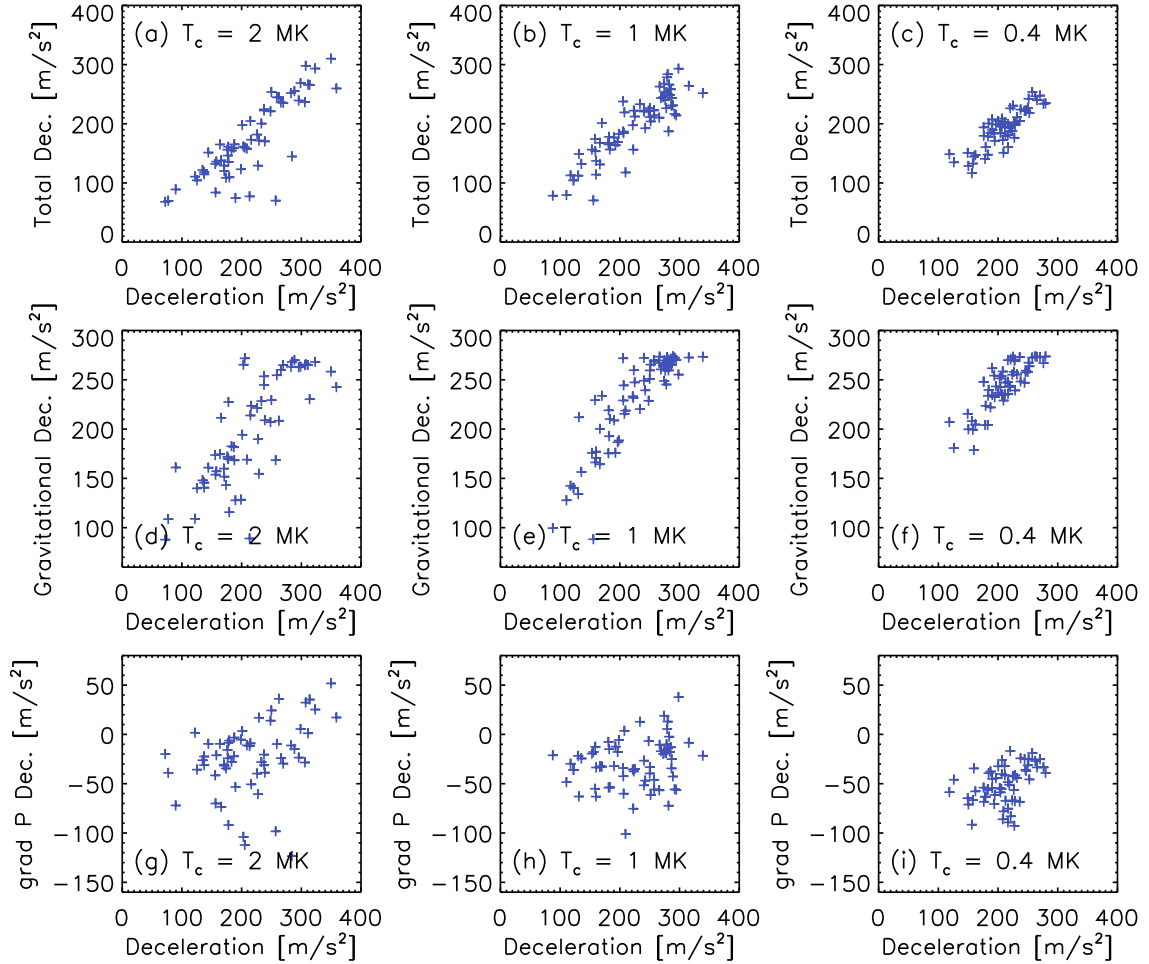 400
300
200
100
0
Total Dec. [m/s²]
(a) T_c = 2 MK
0 100 200 300 400
Deceleration [m/s²]
400
300
200
100
0
Total Dec. [m/s²]
(b) T_c = 1 MK
0 100 200 300 400
Deceleration [m/s²]
400
300
200
100
0
Total Dec. [m/s²]
(c) T_c = 0.4 MK
0 100 200 300 400
Deceleration [m/s²]
300
250
200
150
100
Gravitational Dec. [m/s²]
(d) T_c = 2 MK
0 100 200 300 400
Deceleration [m/s²]
300
250
200
150
100
Gravitational Dec. [m/s²]
(e) T_c = 1 MK
0 100 200 300 400
Deceleration [m/s²]
300
250
200
150
100
Gravitational Dec. [m/s²]
(f) T_c = 0.4 MK
0 100 200 300 400
Deceleration [m/s²]
50
0
−50
−100
−150
grad P Dec. [m/s²]
(g) T_c = 2 MK
0 100 200 300 400
Deceleration [m/s²]
50
0
−50
−100
−150
grad P Dec. [m/s²]
(h) T_c = 1 MK
0 100 200 300 400
Deceleration [m/s²]
50
0
−50
−100
−150
grad P Dec. [m/s²]
(i) T_c = 0.4 MK
0 100 200 300 400
Deceleration [m/s²]